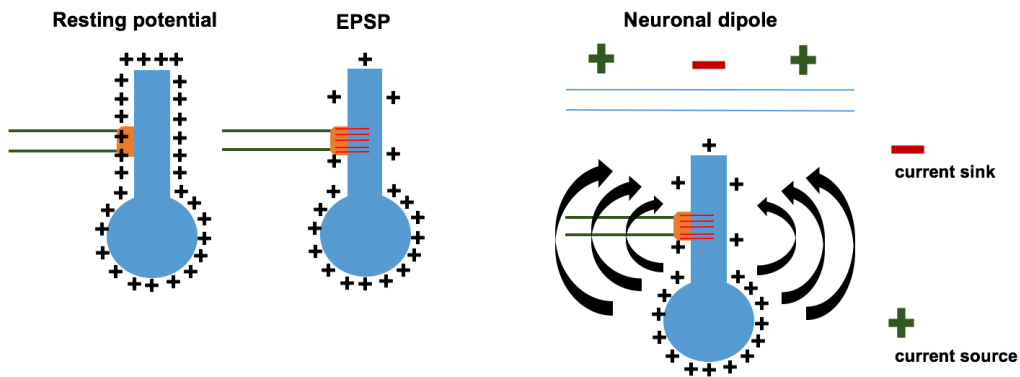 Resting potential
EPSP
Neuronal dipole
current sink
current source